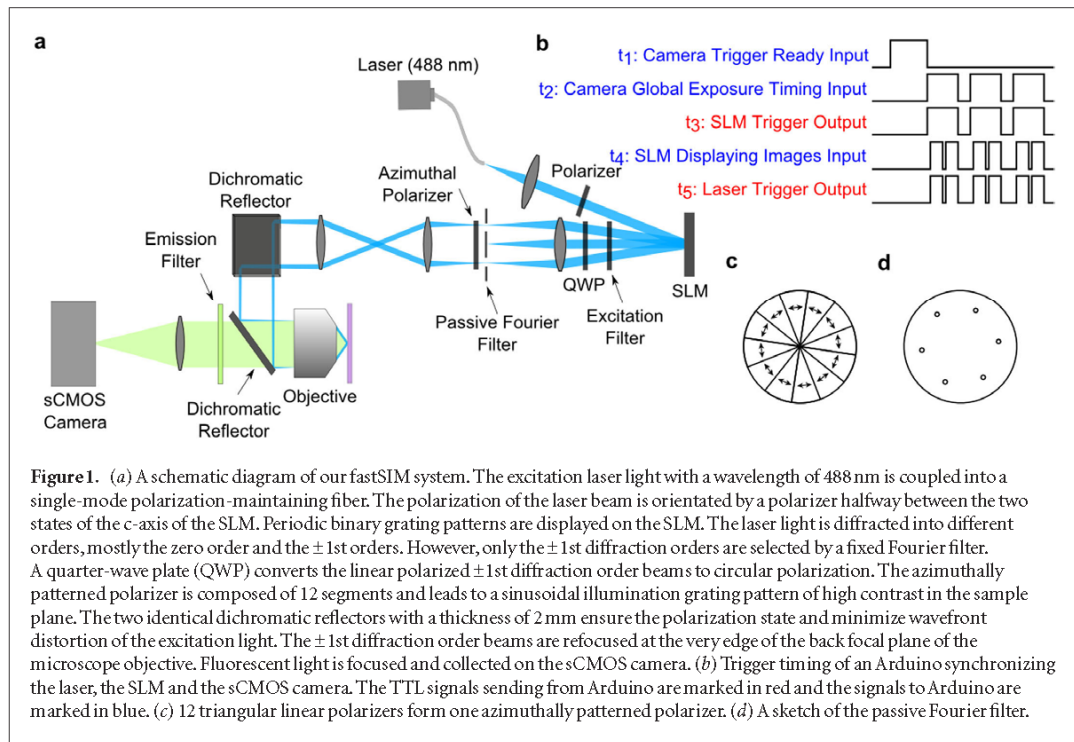 a
Laser (488 nm)
Dichromatic
Reflector
Azimuthal
Polarizer
Polarizer
Emission
Filter
QWP
SLM
Passive Fourier
Filter
Excitation
Filter
sCMOS
Camera
Dichromatic
Reflector
Objective
b
t1: Camera Trigger Ready Input
t2: Camera Global Exposure Timing Input
t3: SLM Trigger Output
t4: SLM Displaying Images Input
t5: Laser Trigger Output
c
d
Figure 1. (a) A schematic diagram of our fastSIM system. The excitation laser light with a wavelength of 488 nm is coupled into a
single-mode polarization-maintaining fiber. The polarization of the laser beam is orientated by a polarizer halfway between the two
states of the c-axis of the SLM. Periodic binary grating patterns are displayed on the SLM. The laser light is diffracted into different
orders, mostly the zero order and the ±1st orders. However, only the ±1st diffraction orders are selected by a fixed Fourier filter.
A quarter-wave plate (QWP) converts the linear polarized ±1st diffraction order beams to circular polarization. The azimuthally
patterned polarizer is composed of 12 segments and leads to a sinusoidal illumination grating pattern of high contrast in the sample
plane. The two identical dichromatic reflectors with a thickness of 2 mm ensure the polarization state and minimize wavefront
distortion of the excitation light. The ±1st diffraction order beams are refocused at the very edge of the back focal plane of the
microscope objective. Fluorescent light is focused and collected on the sCMOS camera. (b) Trigger timing of an Arduino synchronizing
the laser, the SLM and the sCMOS camera. The TTL signals sending from Arduino are marked in red and the signals to Arduino are
marked in blue. (c) 12 triangular linear polarizers form one azimuthally patterned polarizer. (d) A sketch of the passive Fourier filter.